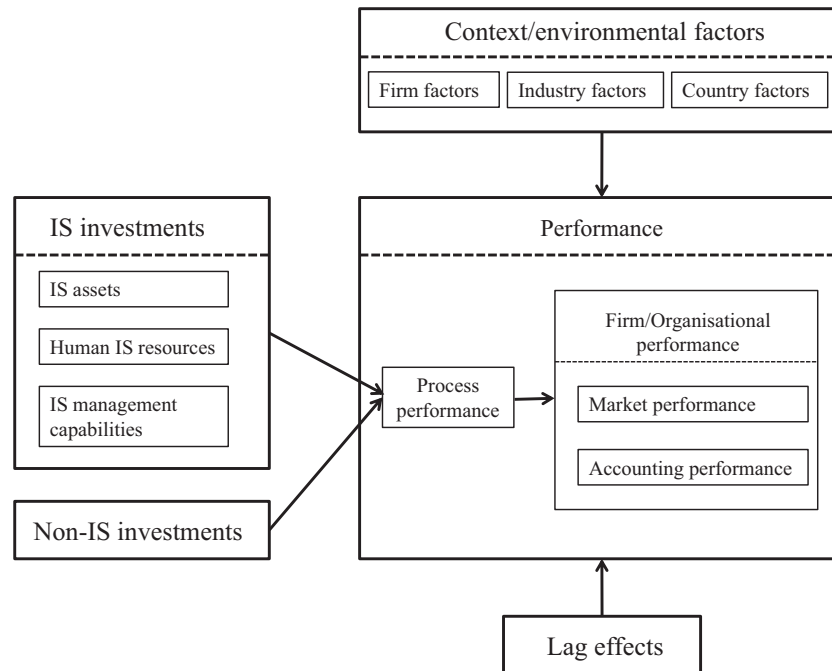 Context/environmental factors
Firm factors
Industry factors
Country factors
IS investments
IS assets
Human IS resources
IS management
capabilities
Non-IS investments
Performance
Process
performance
Firm/Organisational
performance
Market performance
Accounting performance
Lag effects